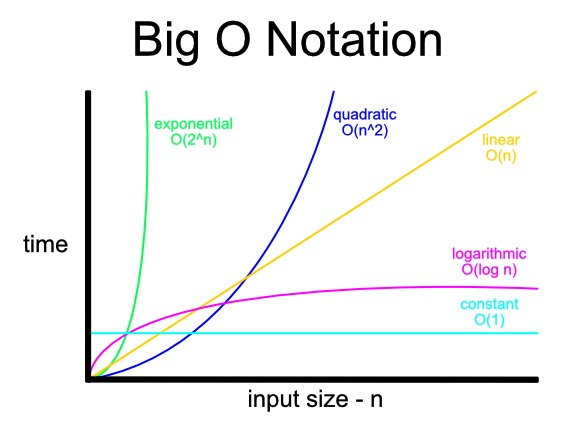 Big O Notation
exponential
O(2^n)
quadratic
O(n^2)
linear
O(n)
time
logarithmic
O(log n)
constant
O(1)
input size - n